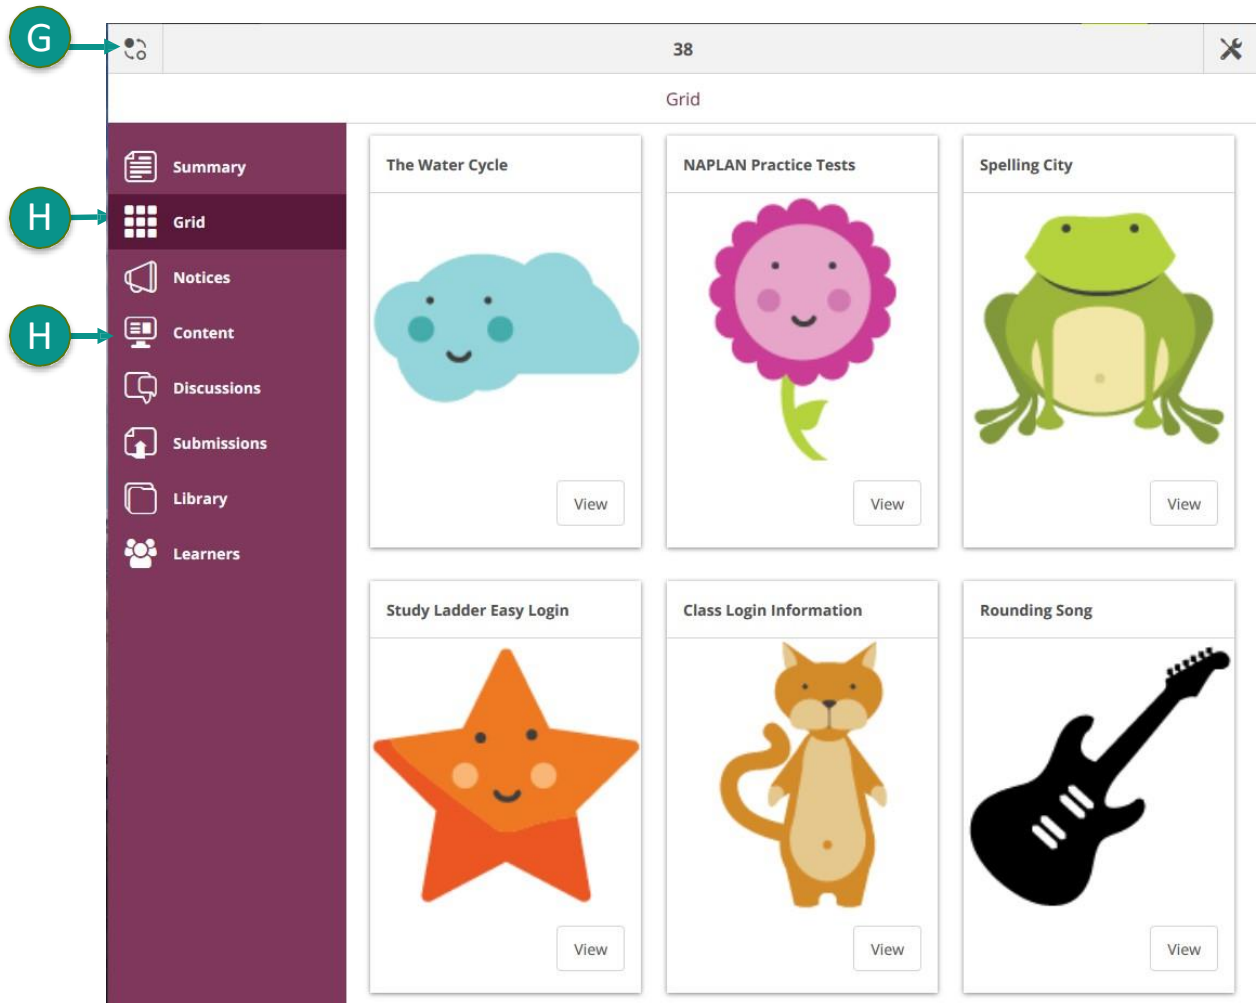 G
38
Grid
Summary
H
Grid
Notices
H
Content
Discussions
Submissions
Library
Learners
The Water Cycle
View
NAPLAN Practice Tests
View
Spelling City
View
Study Ladder Easy Login
View
Class Login Information
View
Rounding Song
View